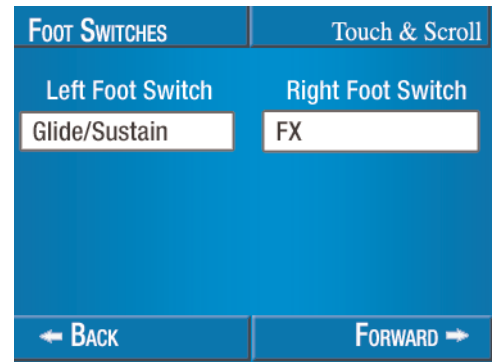 Foot Switches
Touch & Scroll
Left Foot Switch
Right Foot Switch
Glide/Sustain
FX
Back
Forward